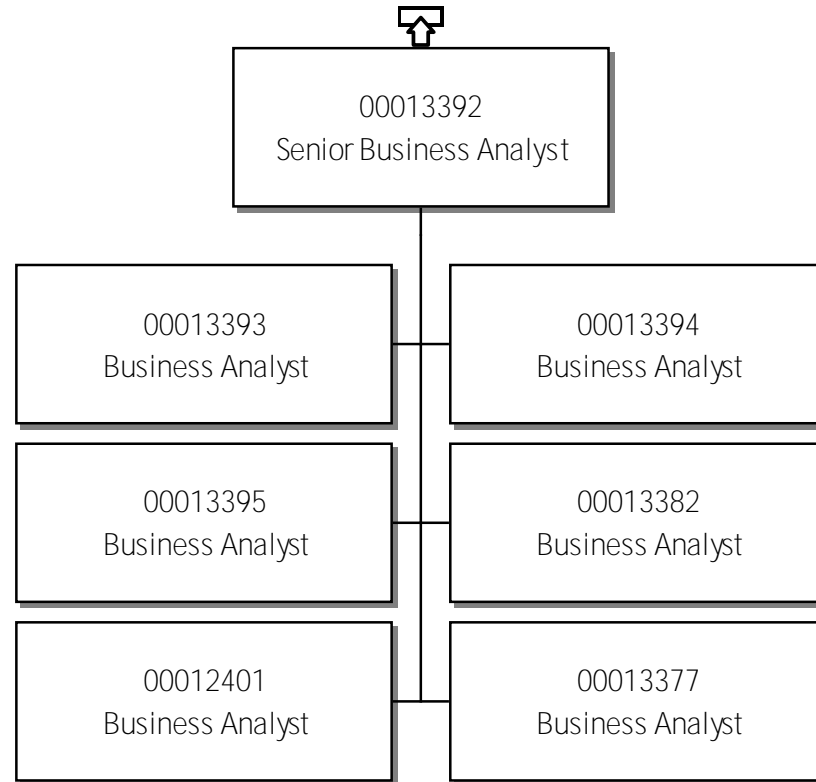 00013392
Senior Business Analyst
00013393
Business Analyst
00013394
Business Analyst
00013395
Business Analyst
00013382
Business Analyst
00012401
Business Analyst
00013377
Business Analyst